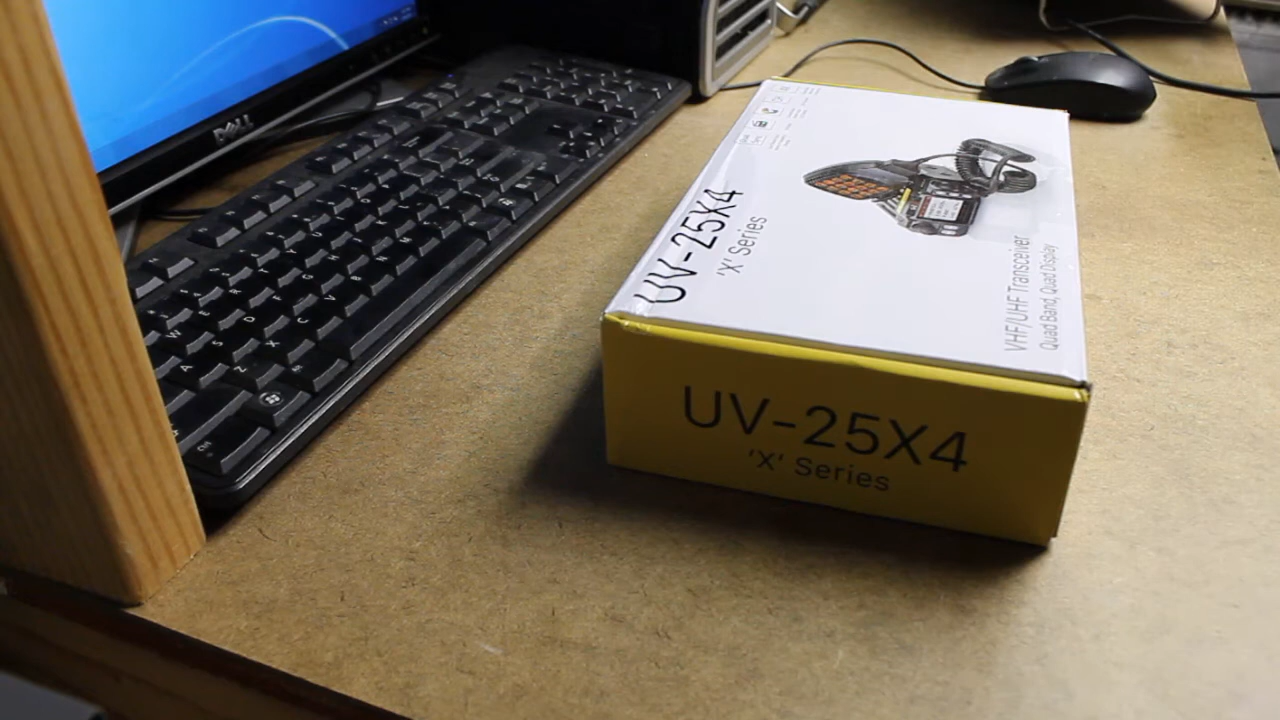 DELL
UV-25X4
'X' Series
VHF/UHF Transceiver
Quad Band, Quad Display
UV-25X4
'X' Series